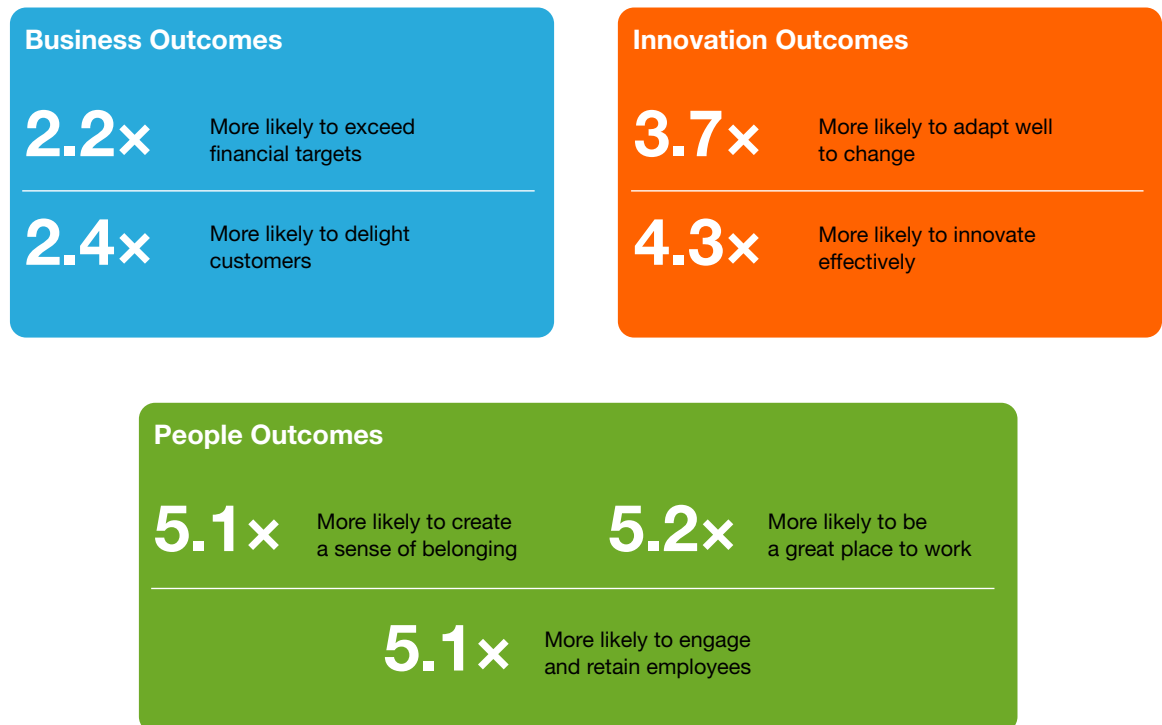 Business Outcomes
2.2×
More likely to exceed
financial targets
2.4×
More likely to delight
customers
Innovation Outcomes
3.7×
More likely to adapt well
to change
4.3×
More likely to innovate
effectively
People Outcomes
5.1×
More likely to create
a sense of belonging
5.2×
More likely to be
a great place to work
5.1×
More likely to engage
and retain employees